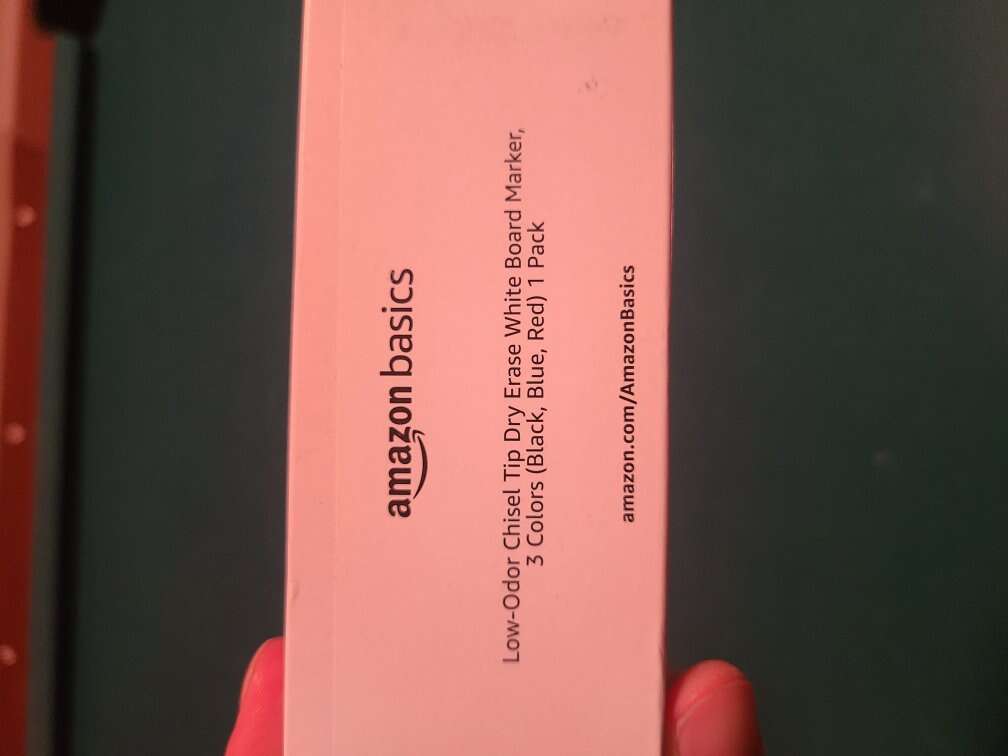 amazon basics
Low-Odor Chisel Tip Dry Erase White Board Marker,
3 Colors (Black, Blue, Red) 1 Pack
amazon.com/AmazonBasics